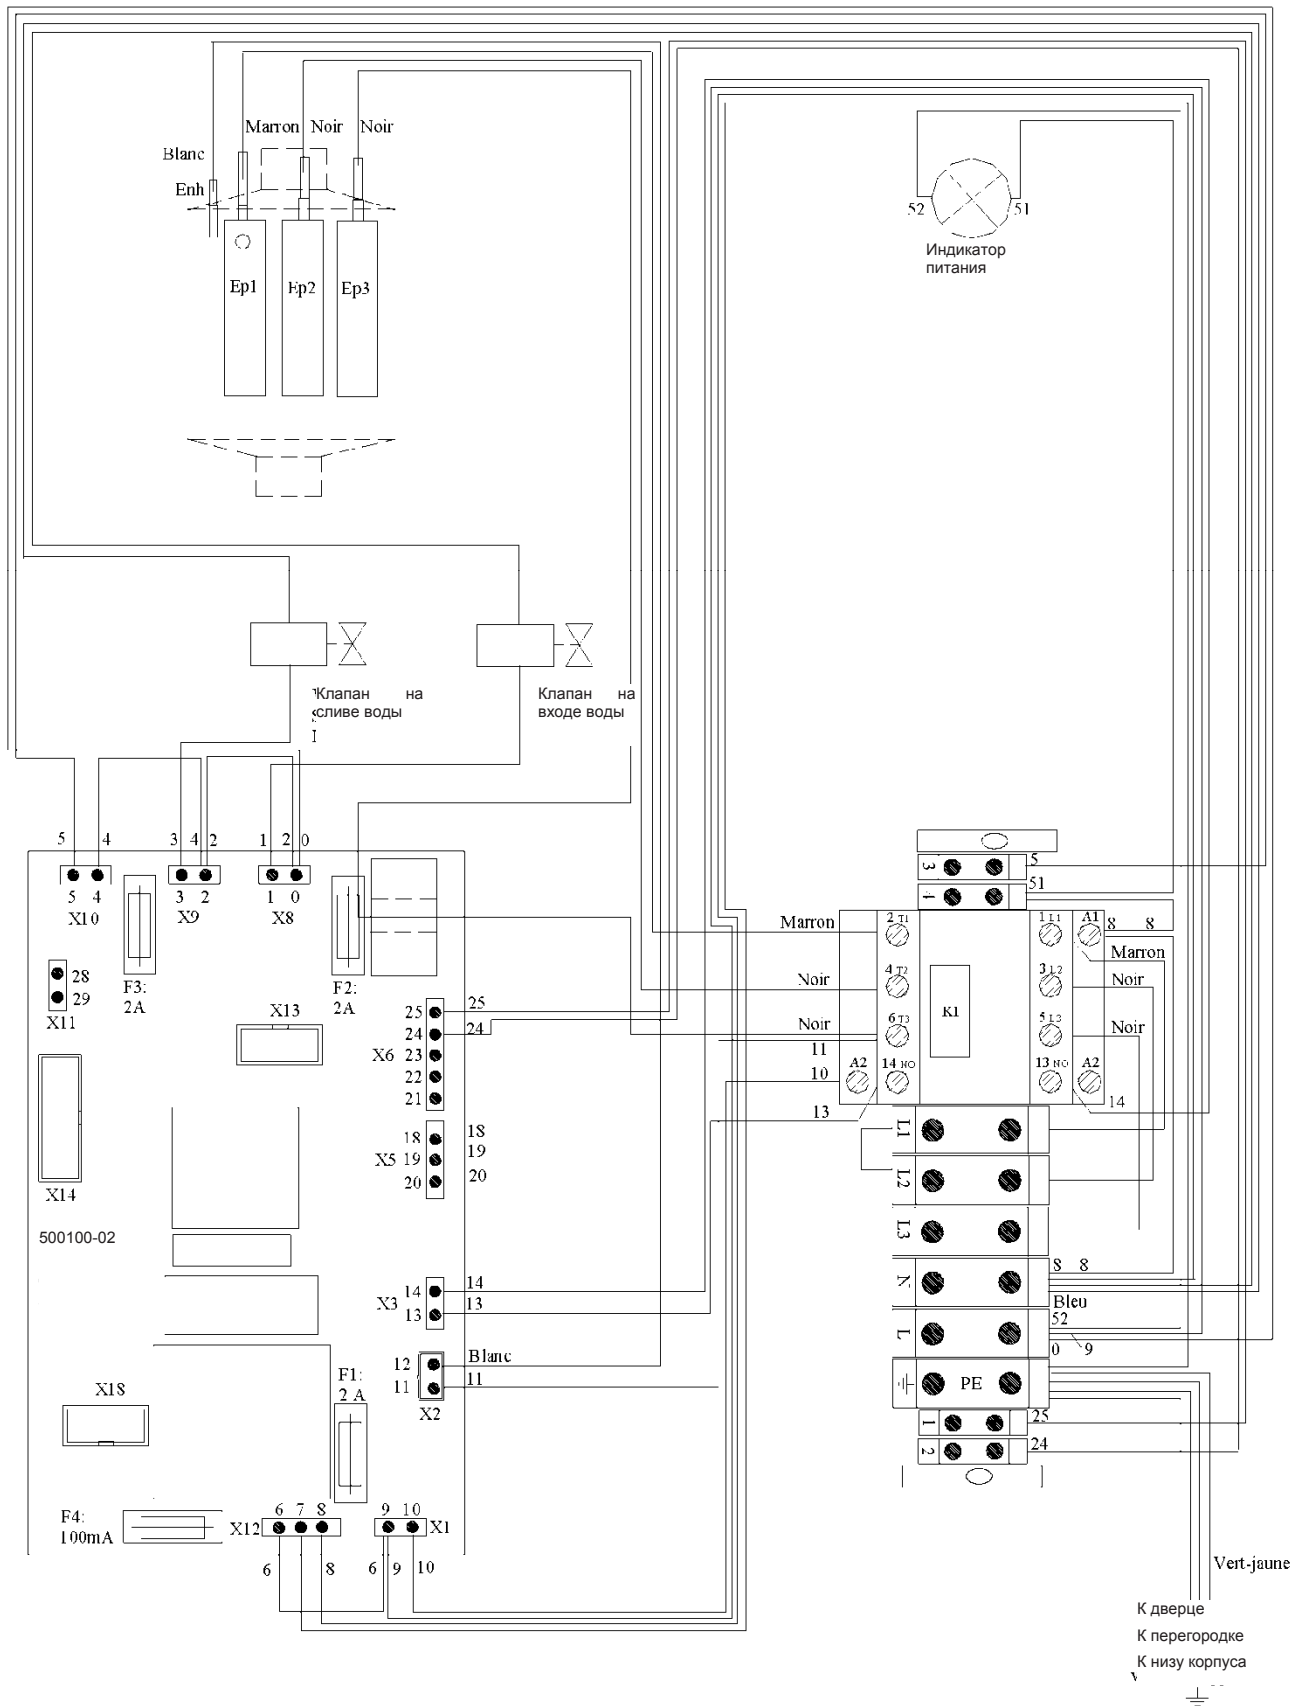 Marron Noir Noir
Blanc
Enh
Ep1 Ep2 Ep3
52 51
Индикатор
питания
Клапан на
сливе воды
Клапан на
входе воды
5 4 3 4 2 1 2 0
5 4 3 2 1 0
X10 X9 X8
F3:
2A
F2:
2A
28
29
X11
X13
X14
25 25
24 24
X6 23
22
21
18 18
X5 19 19
20 20
500100-02
14 14
X3
13 13
12 Blanc
11 11
X2
F1:
2 A
X18
F4:
100mA
6 7 8
X12
9 10
X1
6 8 6 9 10
3 5
4 51
Marron 2 T1 1 L1 A1 8 8
Marron
Noir 4 T2 3 L2 Noir
K1
Noir 6 T3 5 L3 Noir
11
10 A2 14 NO 13 NO A2
13 14
L1
L2
L3
N 8 8
Bleu
L 52
0 9
PE
1 25
2 24
Vert-jaune
К дверце
К перегородке
К низу корпуса